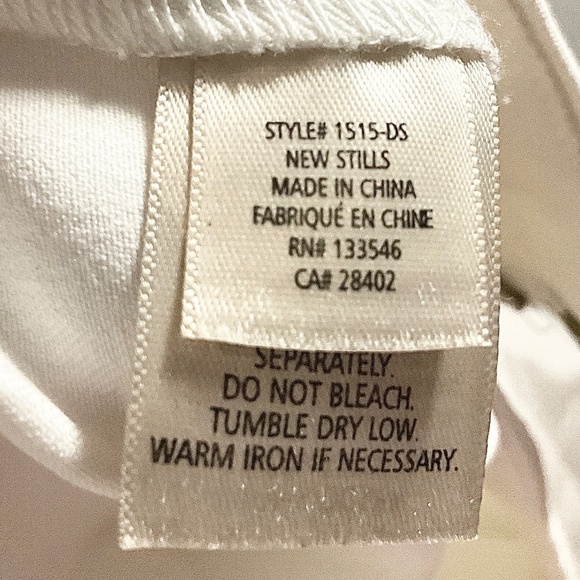 STYLE# 1515-DS
NEW STILLS
MADE IN CHINA
FABRIQUÉ EN CHINE
RN# 133546
CA# 28402
SEPARATELY.
DO NOT BLEACH.
TUMBLE DRY LOW.
WARM IRON IF NECESSARY.